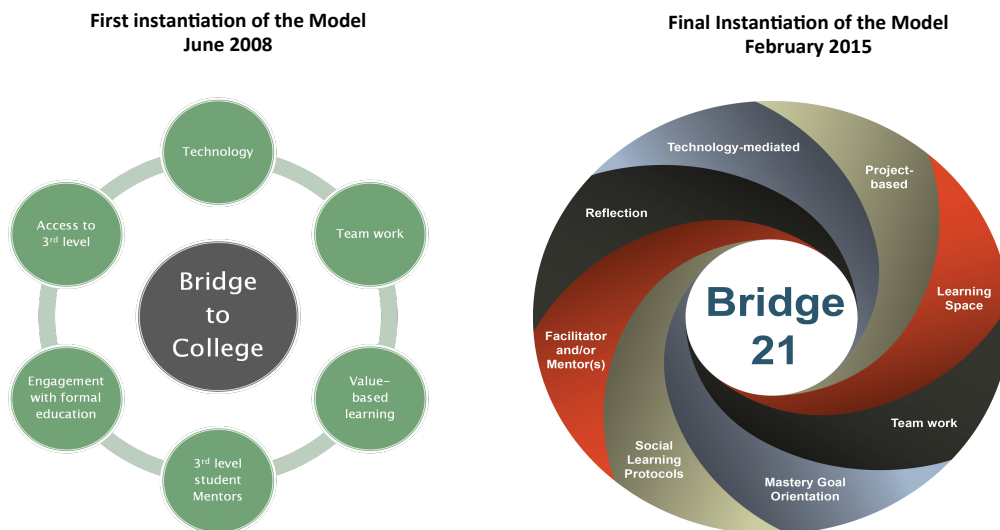 First instantiation of the Model
June 2008
Technology
Team work
Value-
based
learning
3rd level
student
Mentors
Engagement
with formal
education
Access to
3rd level
Bridge
to
College
Final Instantiation of the Model
February 2015
Technology-mediated
Project-
based
Learning
Space
Team work
Mastery Goal
Orientation
Social
Learning
Protocols
Facilitator
and/or
Mentor(s)
Reflection
Bridge
21